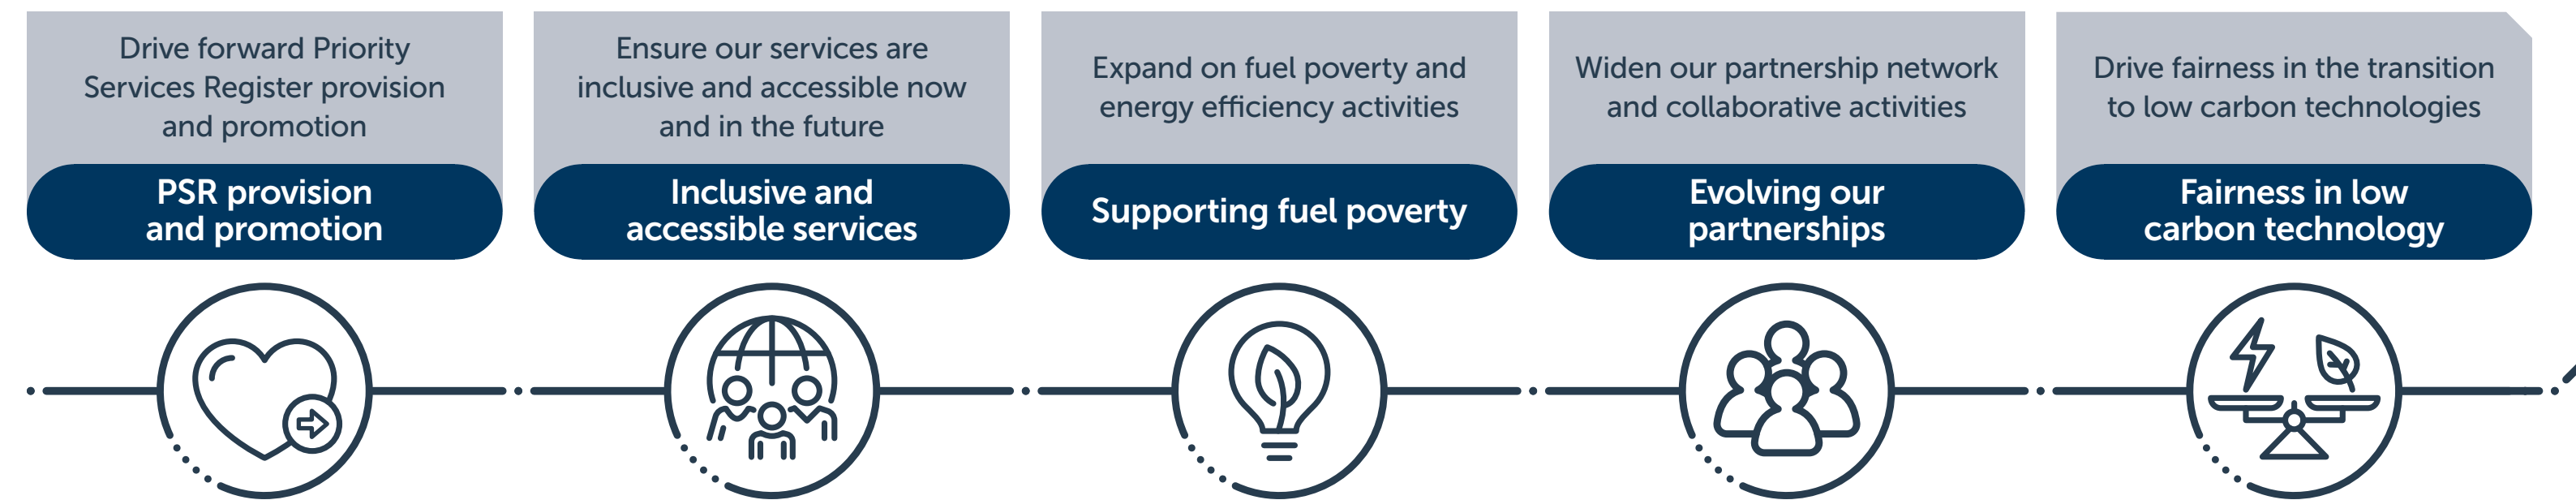 Drive forward Priority
Services Register provision
and promotion
PSR provision
and promotion
Ensure our services are
inclusive and accessible now
and in the future
Inclusive and
accessible services
Expand on fuel poverty and
energy efficiency activities
Supporting fuel poverty
Widen our partnership network
and collaborative activities
Evolving our
partnerships
Drive fairness in the transition
to low carbon technologies
Fairness in low
carbon technology